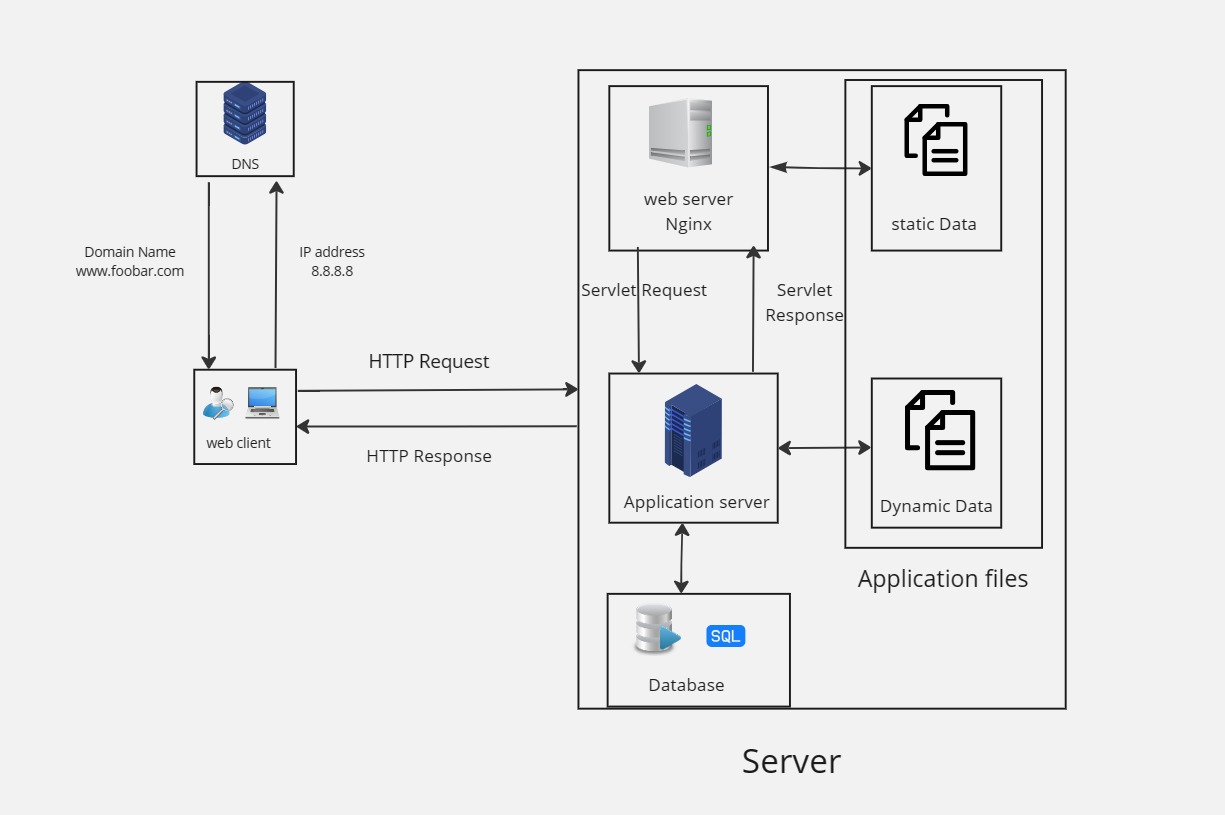 DNS
Domain Name
www.foobar.com
IP address
8.8.8.8
web client
HTTP Request
HTTP Response
web server
Nginx
static Data
Servlet Request
Servlet
Response
Application server
Dynamic Data
Application files
SQL
Database
Server